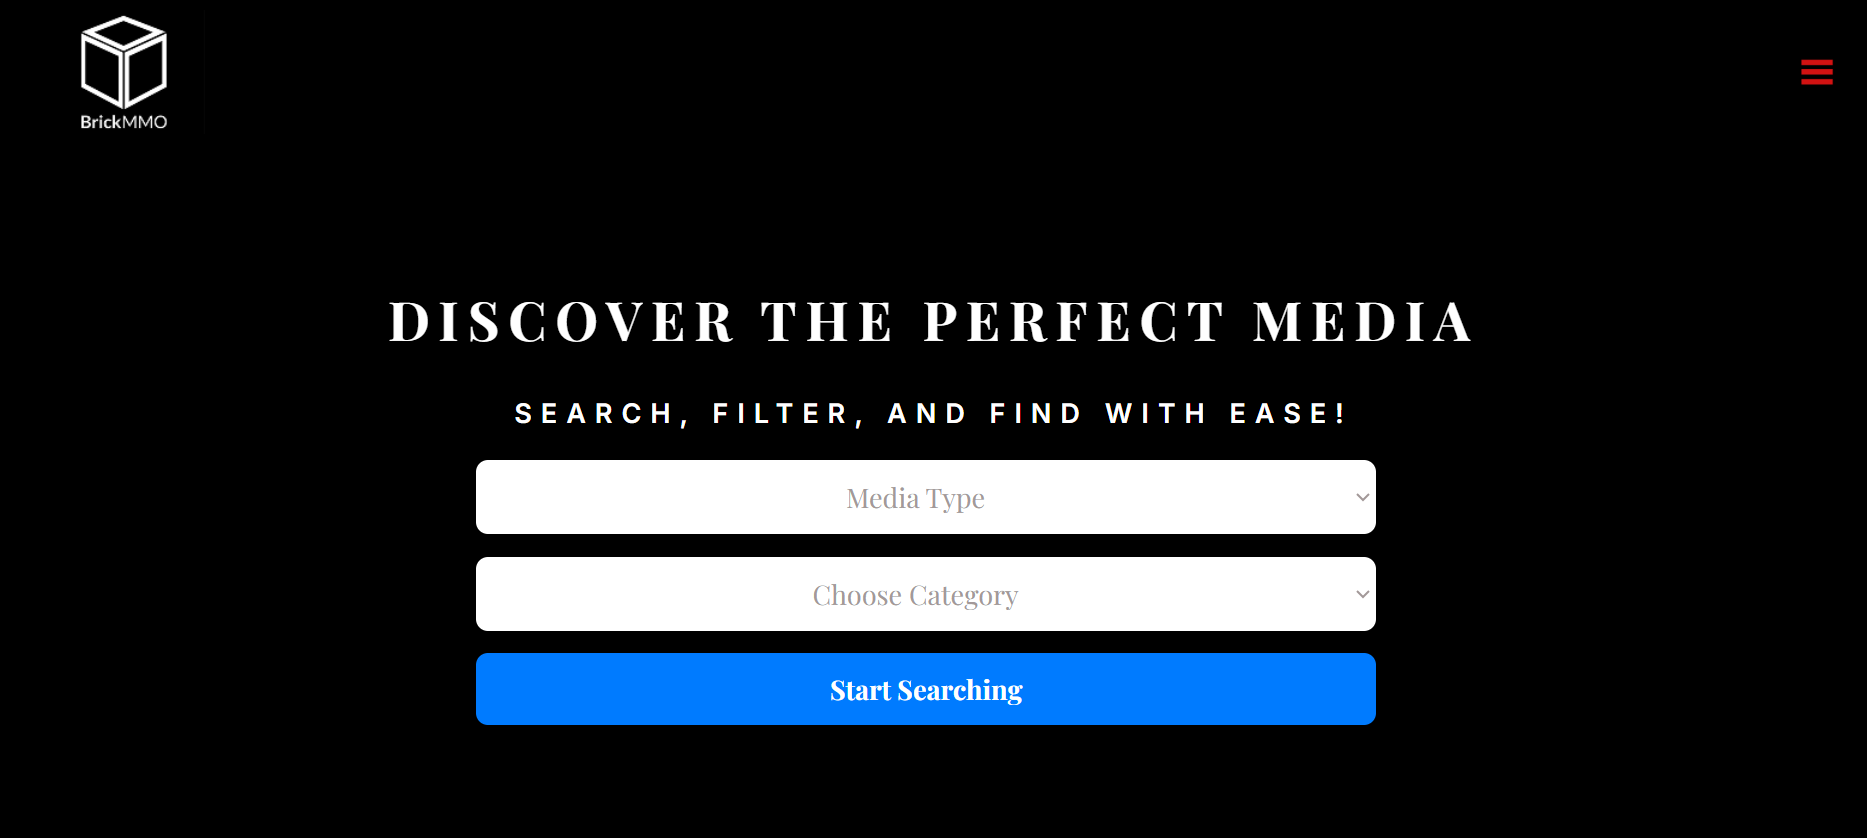 BrickMMO
DISCOVER THE PERFECT MEDIA
SEARCH, FILTER, AND FIND WITH EASE!
Media Type
Choose Category
Start Searching